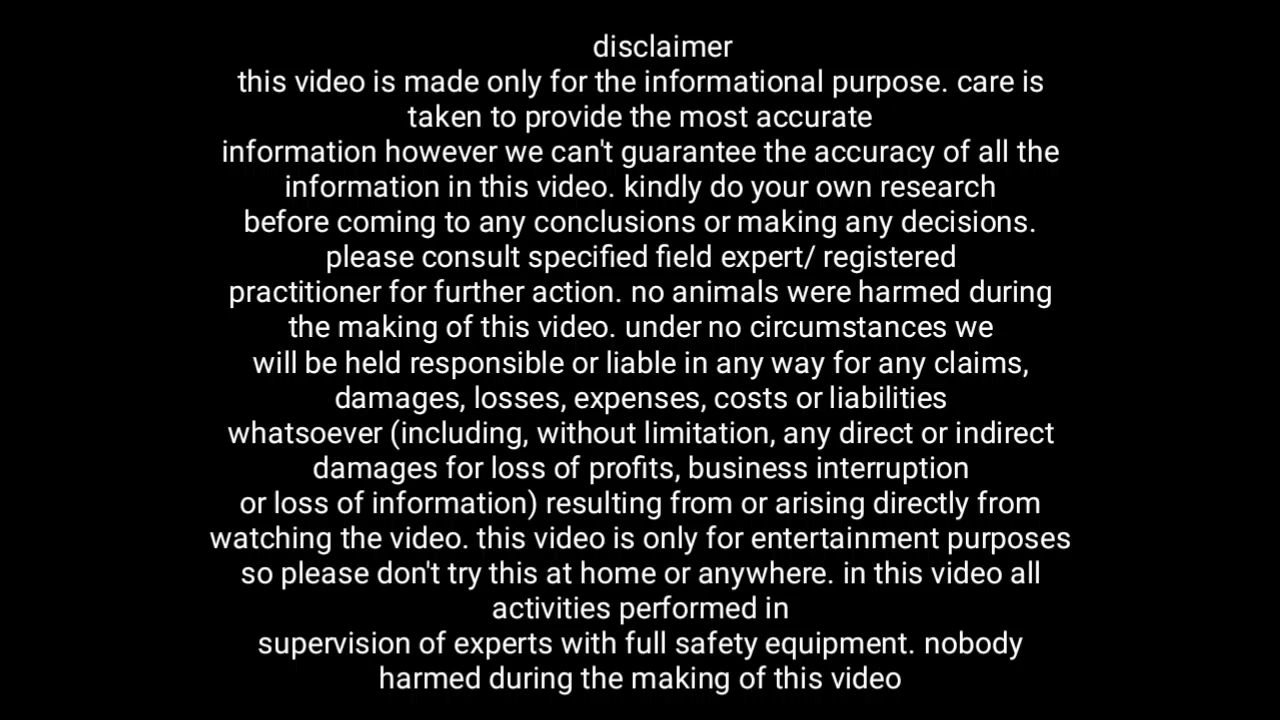 disclaimer
this video is made only for the informational purpose. care is
taken to provide the most accurate
information however we can't guarantee the accuracy of all the
information in this video. kindly do your own research
before coming to any conclusions or making any decisions.
please consult specified field expert/ registered
practitioner for further action. no animals were harmed during
the making of this video. under no circumstances we
will be held responsible or liable in any way for any claims,
damages, losses, expenses, costs or liabilities
whatsoever (including, without limitation, any direct or indirect
damages for loss of profits, business interruption
or loss of information) resulting from or arising directly from
watching the video. this video is only for entertainment purposes
so please don't try this at home or anywhere. in this video all
activities performed in
supervision of experts with full safety equipment. nobody
harmed during the making of this video